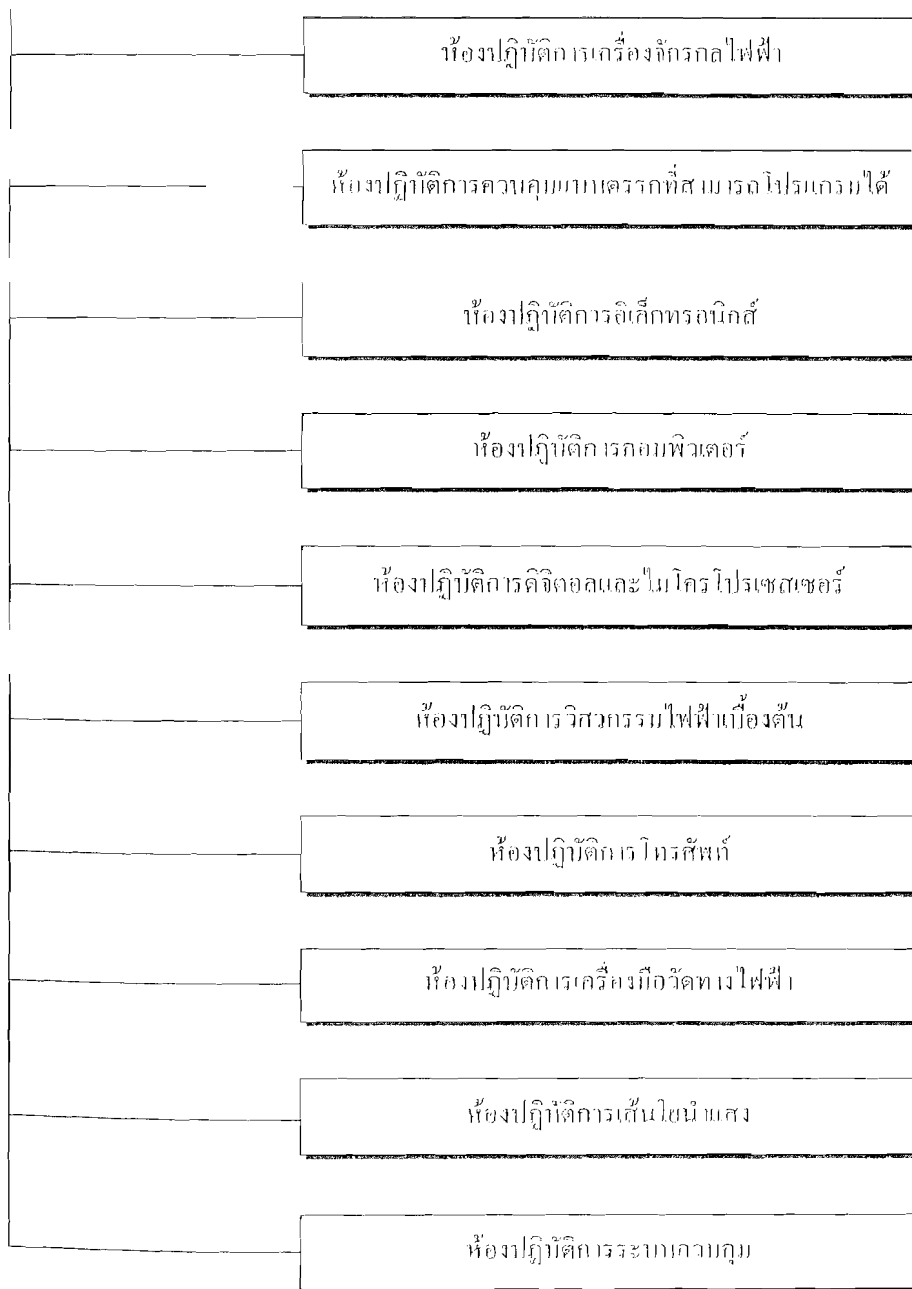 ห้องปฏิบัติการเครื่องจักรกลไฟฟ้า
ห้องปฏิบัติการควบคุมแบบตรรกที่สามารถโปรแกรมได้
ห้องปฏิบัติการอิเล็กทรอนิกส์
ห้องปฏิบัติการคอมพิวเตอร์
ห้องปฏิบัติการดิจิตอลและไมโครโปรเซสเซอร์
ห้องปฏิบัติการวิศวกรรมไฟฟ้าเบื้องต้น
ห้องปฏิบัติการโทรศัพท์
ห้องปฏิบัติการเครื่องมือวัดทางไฟฟ้า
ห้องปฏิบัติการเส้นใยนำแสง
ห้องปฏิบัติการระบบควบคุม